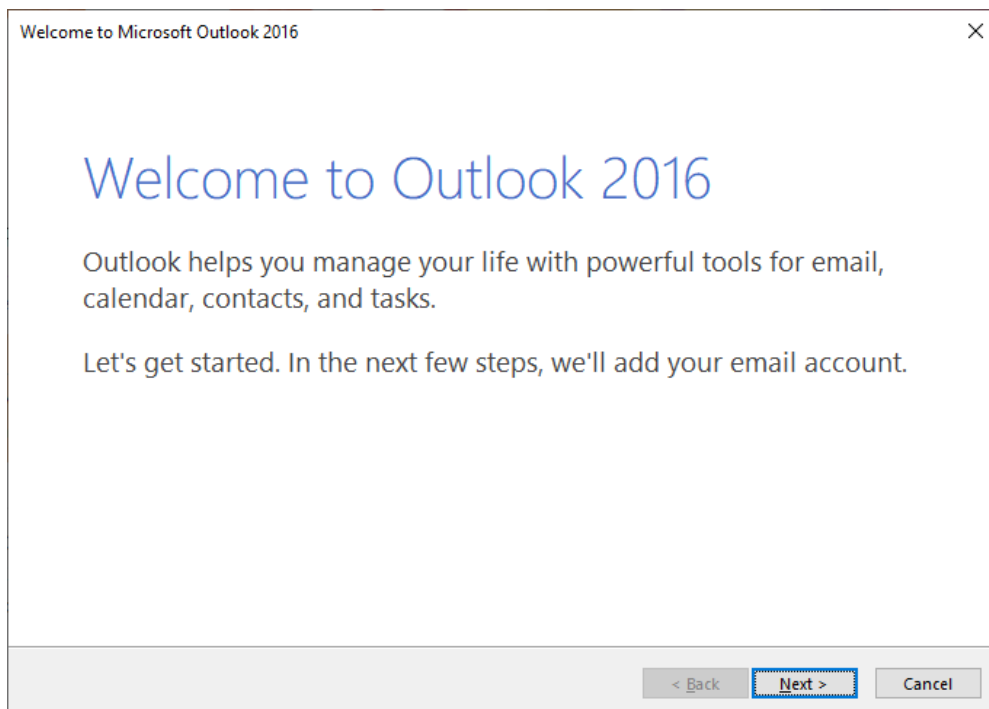 Welcome to Microsoft Outlook 2016
Welcome to Outlook 2016
Outlook helps you manage your life with powerful tools for email,
calendar, contacts, and tasks.
Let's get started. In the next few steps, we'll add your email account.
< Back Next > Cancel